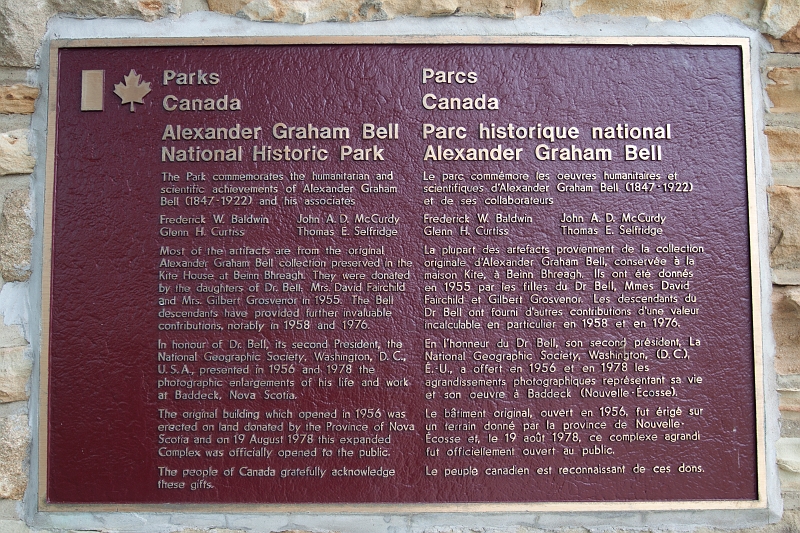 Parks
Canada
Alexander Graham Bell
National Historic Park
The Park commemorates the humanitarian and
scientific achievements of Alexander Graham
Bell (1847-1922) and his associates
Frederick W. Baldwin John A. D. McCurdy
Glenn H. Curtiss Thomas E. Selfridge
Most of the artifacts are from the original
Alexander Graham Bell collection preserved in the
Kite House at Beinn Bhreagh. They were donated
by the daughters of Dr. Bell, Mrs. David Fairchild
and Mrs. Gilbert Grosvenor in 1955. The Bell
descendants have provided further invaluable
contributions, notably in 1958 and 1976.
In honour of Dr. Bell, its second President, the
National Geographic Society, Washington, D.C.,
U.S.A., presented in 1956 and 1978 the
photographic enlargements of his life and work
at Baddeck, Nova Scotia.
The original building which opened in 1956 was
erected on land donated by the Province of Nova
Scotia and on 19 August 1978 this expanded
Complex was officially opened to the public.
The people of Canada gratefully acknowledge
these gifts.
Parcs
Canada
Parc historique national
Alexander Graham Bell
Le parc commémore les oeuvres humanitaires et
scientifiques d'Alexander Graham Bell (1847-1922)
et de ses collaborateurs
Frederick W. Baldwin John A. D. McCurdy
Glenn H. Curtiss Thomas E. Selfridge
La plupart des artefacts proviennent de la collection
originale d'Alexander Graham Bell, conservée à la
maison Kite, à Beinn Bhreagh. Ils ont été donnés
en 1955 par les filles du Dr Bell, Mmes David
Fairchild et Gilbert Grosvenor. Les descendants du
Dr Bell ont fourni d'autres contributions d'une valeur
incalculable en particulier en 1958 et en 1976.
En l'honneur du Dr Bell, son second président, La
National Geographic Society, Washington, (D.C.),
É.-U., a offert en 1956 et en 1978 les
agrandissements photographiques représentant sa vie
et son oeuvre à Baddeck (Nouvelle-Écosse).
Le bâtiment original, ouvert en 1956, fut érigé sur
un terrain donné par la province de Nouvelle-
Écosse et, le 19 août 1978, ce complexe agrandi
fut officiellement ouvert au public.
Le peuple canadien est reconnaissant de ces dons.